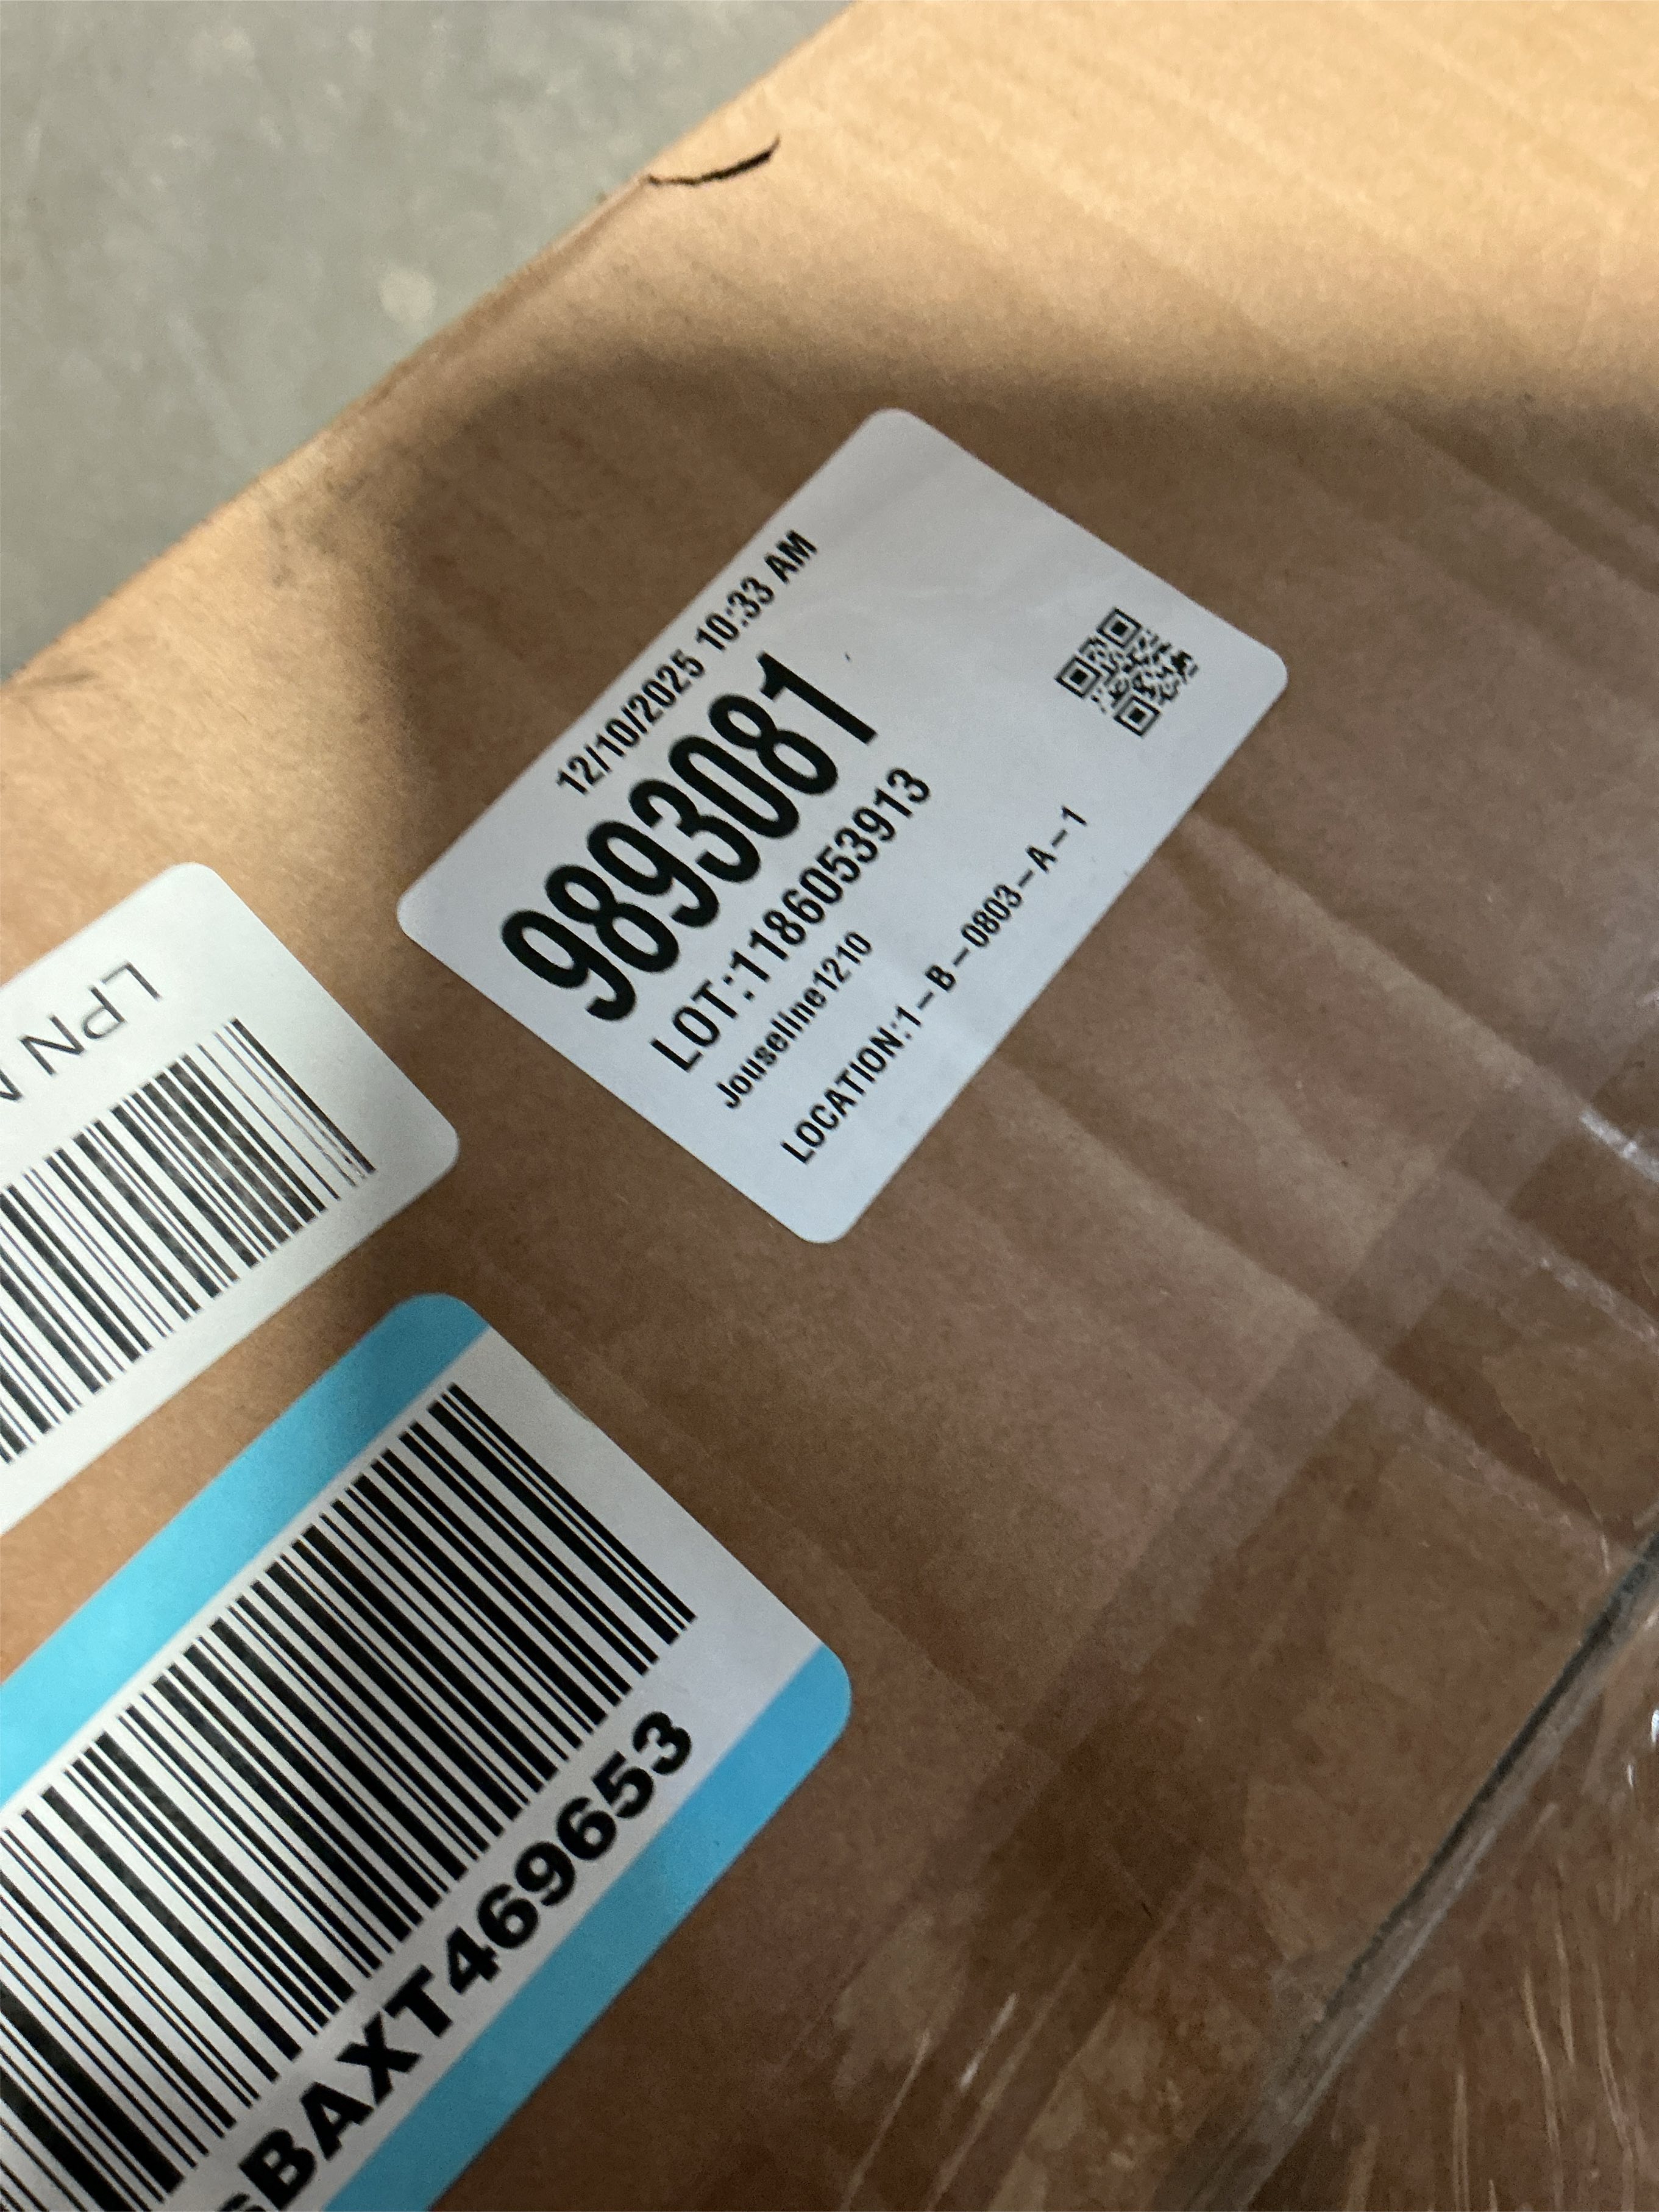 12/10/2025 10:33 AM
9893081
LOT:1186053913
Jouseline1210
LOCATION:1-B-0803-A-1
LPN
BAXT469653